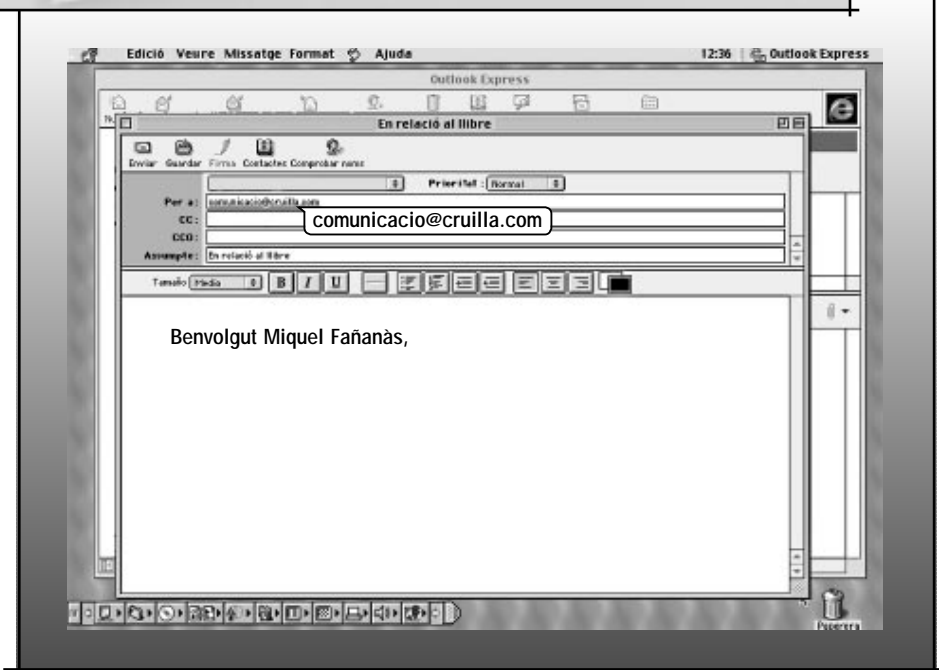 Edició Veure Missatge Format Ajuda 12:36 Outlook Express
Outlook Express
En relació al llibre
Enviar Guardar Firma Contactes Comprobar noms
Prioritat : Normal
Per a: comunicacio@cruilla.com
comunicacio@cruilla.com
CC:
CCO:
Assumpte: En relació al llibre
Tamaño Media B I U
Benvolgut Miquel Fañanàs,
Paperera